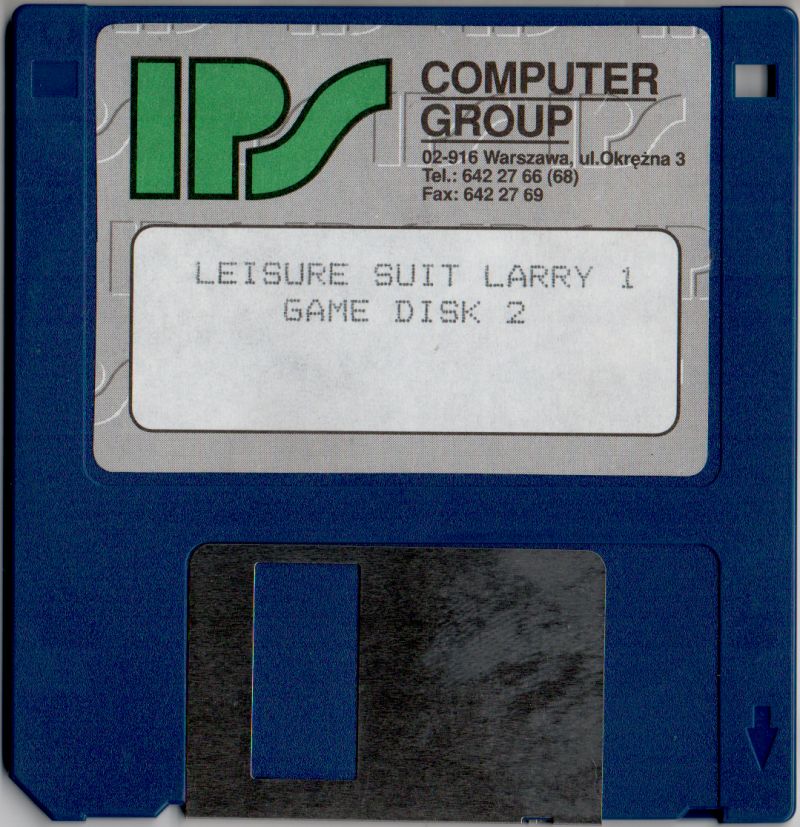 IPS
COMPUTER
GROUP
02-916 Warszawa, ul.Okrężna 3
Tel.: 642 27 66 (68)
Fax: 642 27 69
LEISURE SUIT LARRY 1
GAME DISK 2